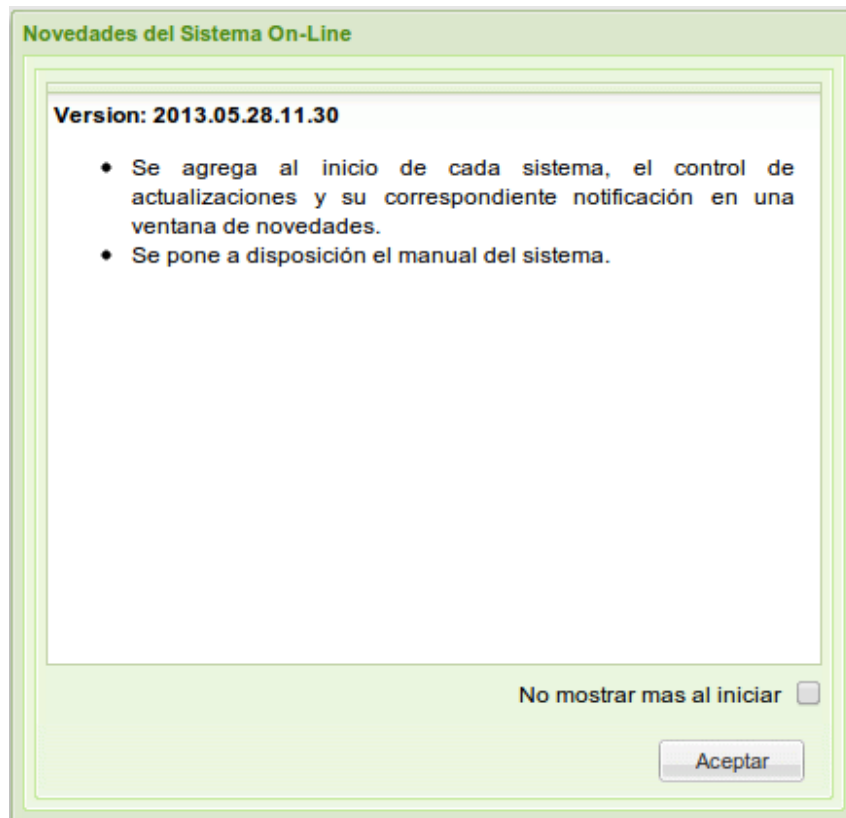 Novedades del Sistema On-Line
Version: 2013.05.28.11.30
• Se agrega al inicio de cada sistema, el control de
actualizaciones y su correspondiente notificación en una
ventana de novedades.
• Se pone a disposición el manual del sistema.
No mostrar mas al iniciar
Aceptar